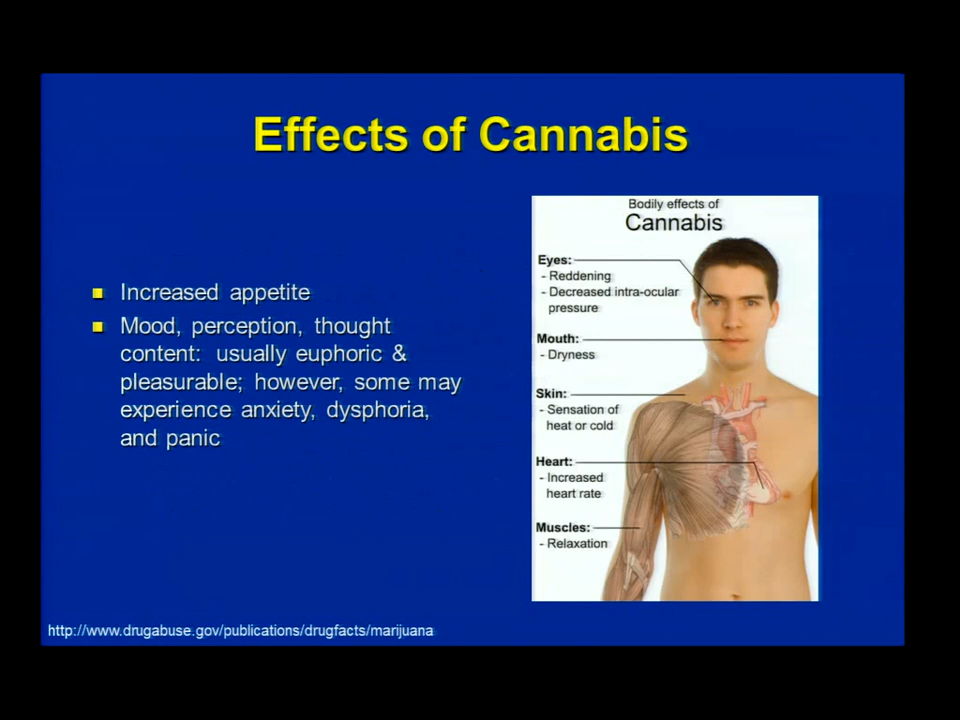 Effects of Cannabis
Increased appetite
Mood, perception, thought
content: usually euphoric &
pleasurable; however, some may
experience anxiety, dysphoria,
and panic
Bodily effects of
Cannabis
Eyes:
- Reddening
- Decreased intra-ocular
pressure
Mouth:
- Dryness
Skin:
- Sensation of
heat or cold
Heart:
- Increased
heart rate
Muscles:
- Relaxation
http://www.drugabuse.gov/publications/drugfacts/marijuana